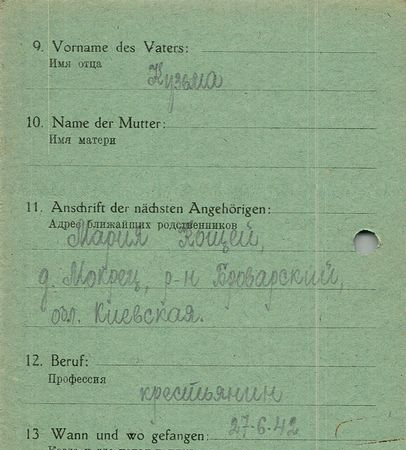 9. Vorname des Vaters:
Имя отца
Кузьма
10. Name der Mutter:
Имя матери
11. Anschrift der nächsten Angehörigen:
Адрес ближайших родственников
Мария Кощей,
д. Мокрец, р-н Броварский,
обл. Киевская.
12. Beruf:
Профессия
крестьянин
27-6-42
13 Wann und wo gefangen: